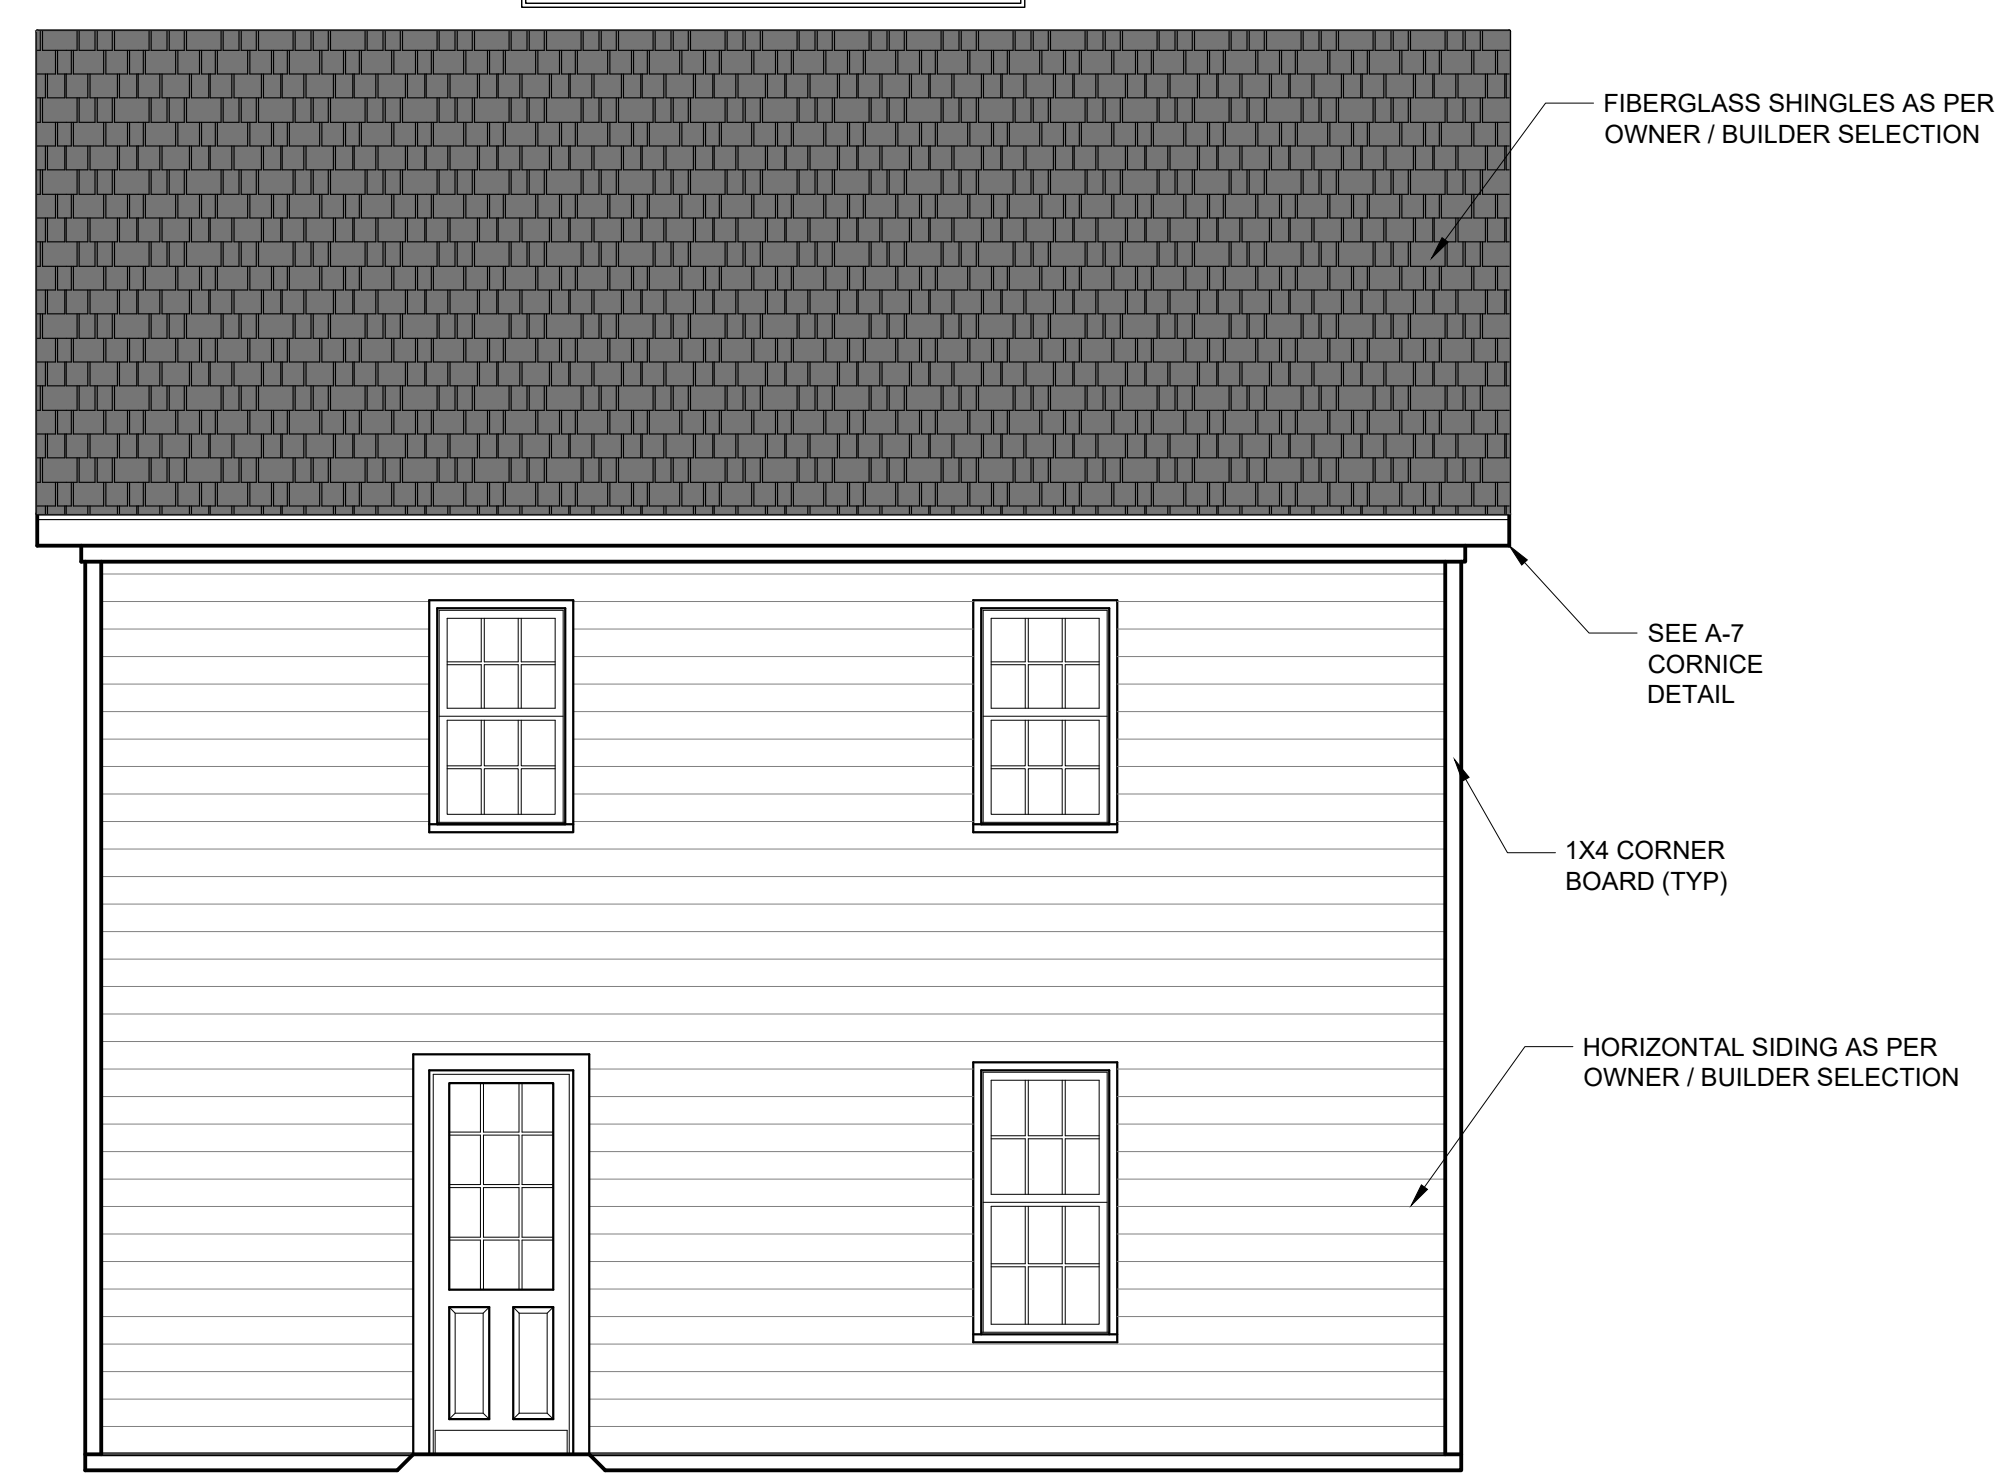 FIBERGLASS SHINGLES AS PER
OWNER / BUILDER SELECTION
SEE A-7
CORNICE
DETAIL
1X4 CORNER
BOARD (TYP)
HORIZONTAL SIDING AS PER
OWNER / BUILDER SELECTION